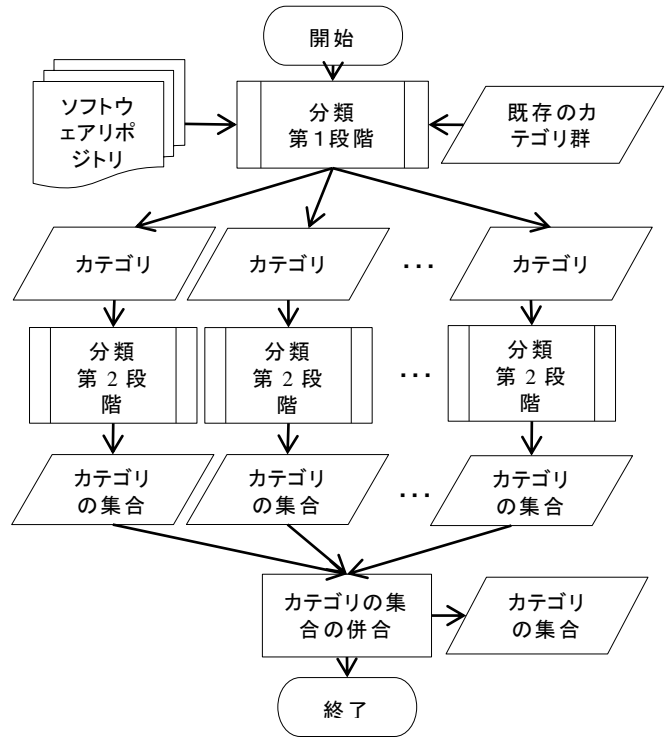 開始
ソフトウ
ェアリポ
ジトリ
分類
第1段階
既存のカ
テゴリ群
カテゴリ
カテゴリ
...
カテゴリ
分類
第2段
階
分類
第2段
階
...
分類
第2段
階
カテゴリ
の集合
カテゴリ
の集合
...
カテゴリ
の集合
カテゴリの集
合の併合
カテゴリ
の集合
終了